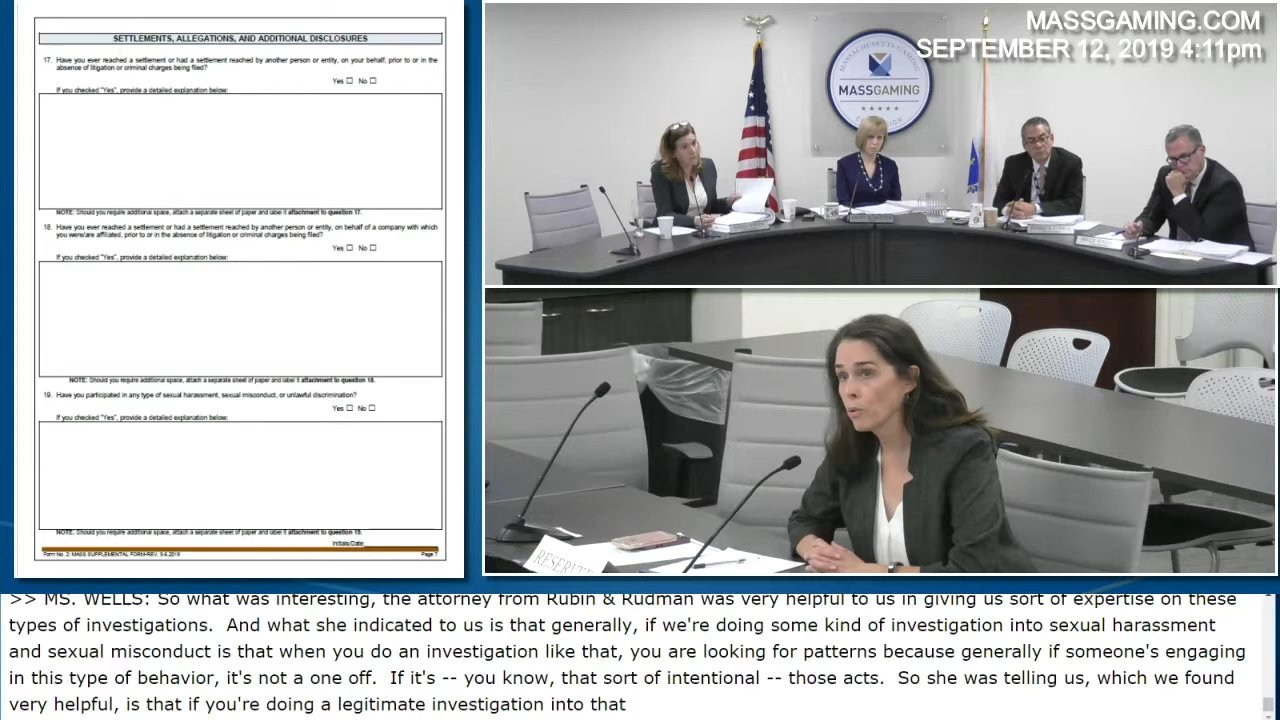 SETTLEMENTS, ALLEGATIONS, AND ADDITIONAL DISCLOSURES
17. Have you ever reached a settlement or had a settlement reached by another person or entity, on your behalf, prior to or in the
absence of litigation or criminal charges being filed?
Yes ☐ No ☐
If you checked "Yes", provide a detailed explanation below:
NOTE: Should you require additional space, attach a separate sheet of paper and label it attachment to question 17.
18. Have you ever reached a settlement or had a settlement reached by another person or entity, on behalf of a company with which
you were/are affiliated, prior to or in the absence of litigation or criminal charges being filed?
Yes ☐ No ☐
If you checked "Yes", provide a detailed explanation below:
NOTE: Should you require additional space, attach a separate sheet of paper and label it attachment to question 18.
19. Have you participated in any type of sexual harassment, sexual misconduct, or unlawful discrimination?
Yes ☐ No ☐
If you checked "Yes", provide a detailed explanation below:
NOTE: Should you require additional space, attach a separate sheet of paper and label it attachment to question 19.
Initials/Date:
Form No. 2: MASS SUPPLEMENTAL FORM-REV. 9.6.2019 Page 7
MASSGAMING.COM
SEPTEMBER 12, 2019 4:11pm
MASSACHUSETTS GAMING
MASSGAMING
RESERVED
>> MS. WELLS: So what was interesting, the attorney from Rubin & Rudman was very helpful to us in giving us sort of expertise on these
types of investigations. And what she indicated to us is that generally, if we're doing some kind of investigation into sexual harassment
and sexual misconduct is that when you do an investigation like that, you are looking for patterns because generally if someone's engaging
in this type of behavior, it's not a one off. If it's -- you know, that sort of intentional -- those acts. So she was telling us, which we found
very helpful, is that if you're doing a legitimate investigation into that